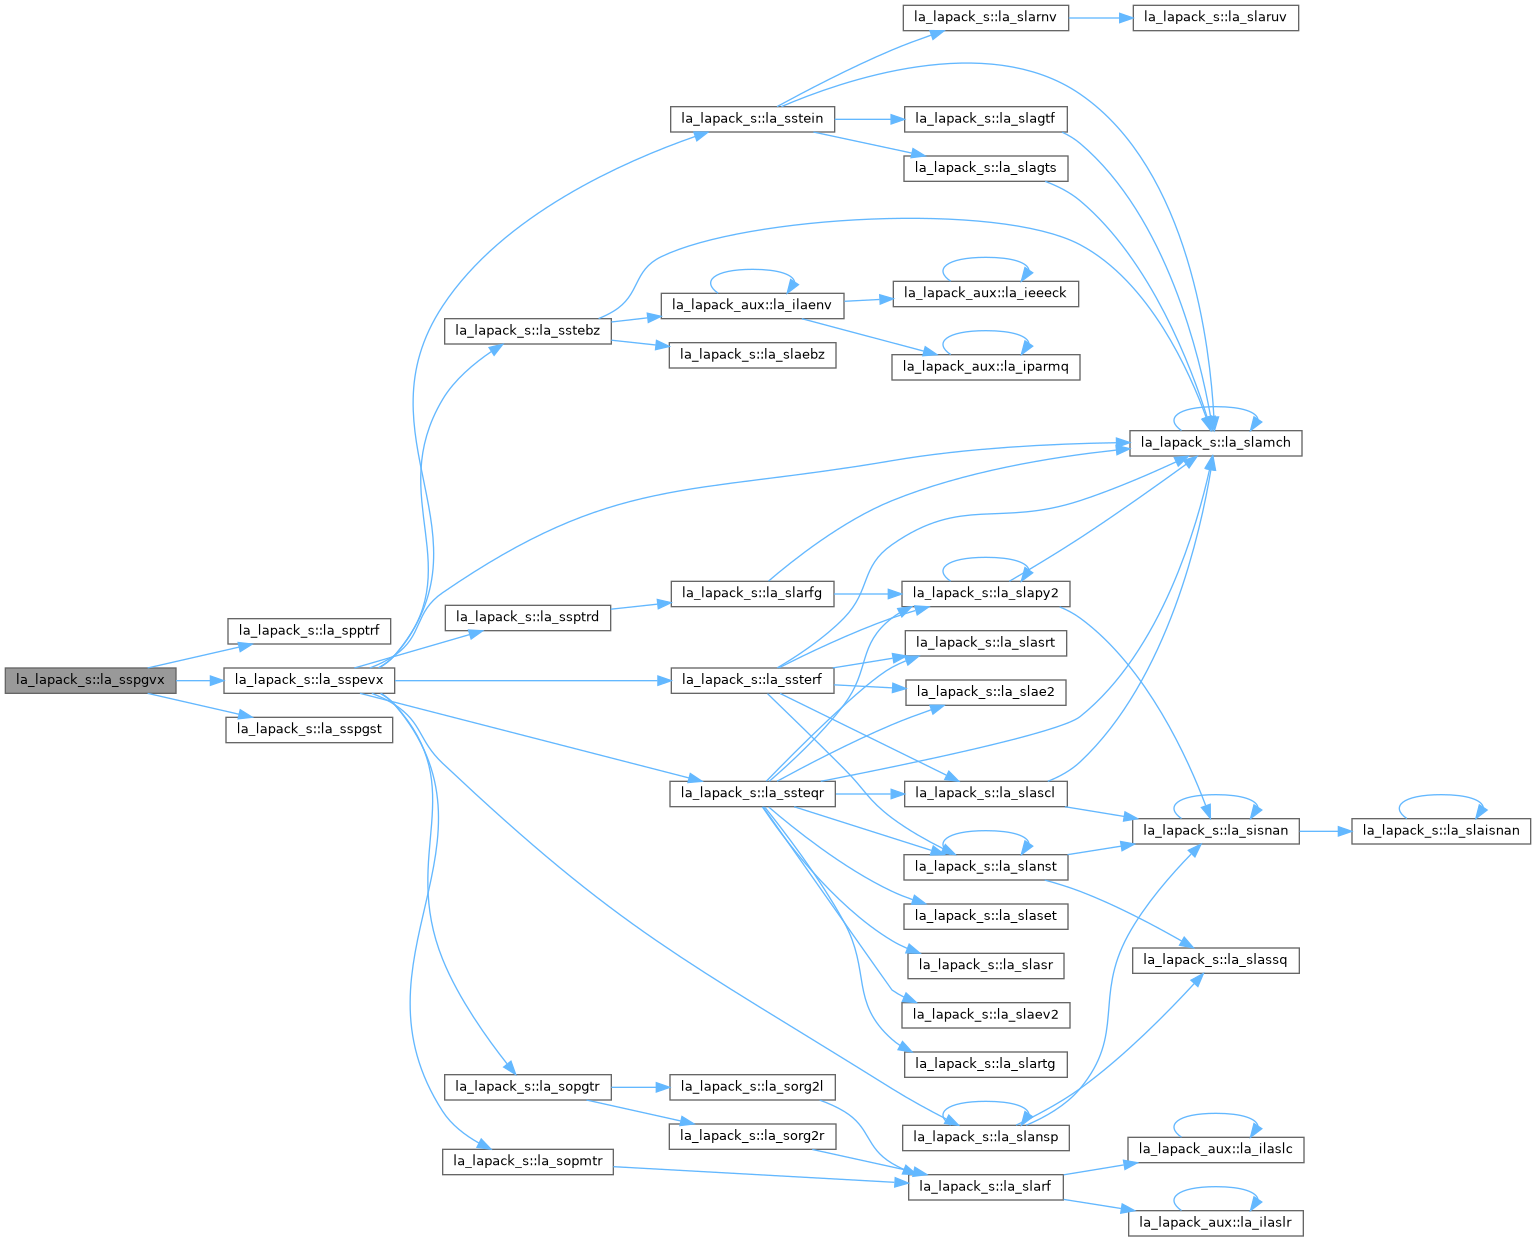 la_lapack_s::la_slarnv
la_lapack_s::la_slaruv
la_lapack_s::la_sstein
la_lapack_s::la_slagtf
la_lapack_s::la_slagts
la_lapack_aux::la_ieeeck
la_lapack_aux::la_ilaenv
la_lapack_s::la_sstebz
la_lapack_s::la_slaebz
la_lapack_aux::la_iparmq
la_lapack_s::la_slamch
la_lapack_s::la_slarfg
la_lapack_s::la_slapy2
la_lapack_s::la_ssptrd
la_lapack_s::la_spptrf
la_lapack_s::la_slasrt
la_lapack_s::la_sspgvx
la_lapack_s::la_sspevx
la_lapack_s::la_ssterf
la_lapack_s::la_slae2
la_lapack_s::la_sspgst
la_lapack_s::la_ssteqr
la_lapack_s::la_slascl
la_lapack_s::la_sisnan
la_lapack_s::la_slaisnan
la_lapack_s::la_slanst
la_lapack_s::la_slaset
la_lapack_s::la_slasr
la_lapack_s::la_slassq
la_lapack_s::la_slaev2
la_lapack_s::la_slartg
la_lapack_s::la_sopgtr
la_lapack_s::la_sorg2l
la_lapack_s::la_sorg2r
la_lapack_s::la_slansp
la_lapack_aux::la_ilaslc
la_lapack_s::la_sopmtr
la_lapack_s::la_slarf
la_lapack_aux::la_ilaslr